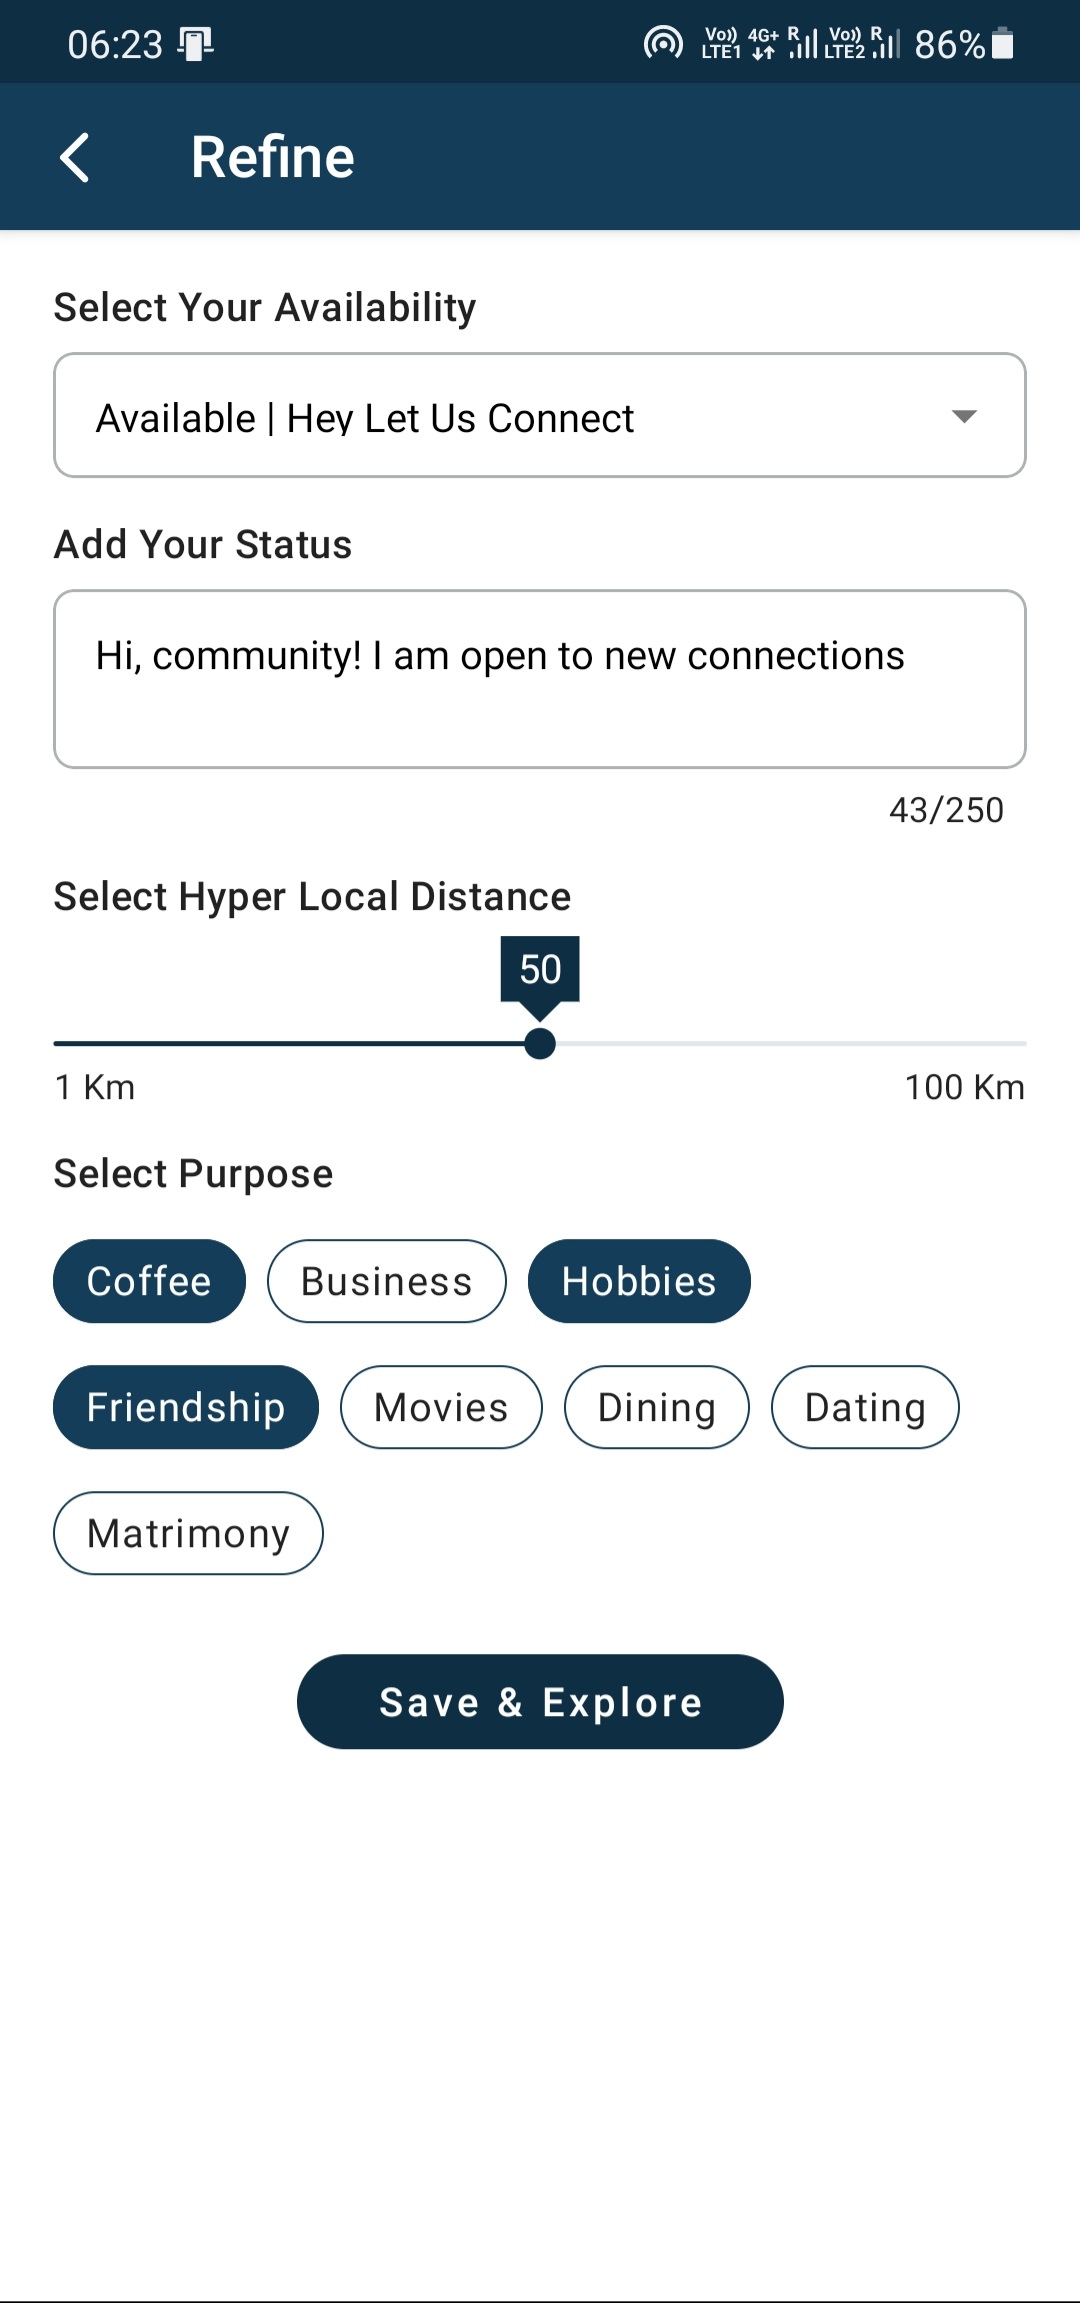 06:23 Vo)) LTE1 4G+ R Vo)) LTE2 R 86%
Refine
Select Your Availability
Available | Hey Let Us Connect
Add Your Status
Hi, community! I am open to new connections
43/250
Select Hyper Local Distance
50
1 Km 100 Km
Select Purpose
Coffee Business Hobbies
Friendship Movies Dining Dating
Matrimony
Save & Explore